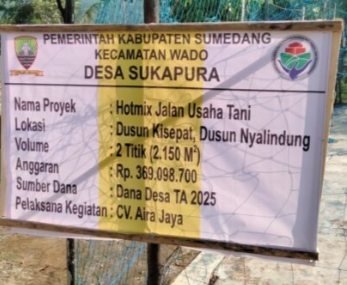 PEMERINTAH KABUPATEN SUMEDANG
KECAMATAN WADO
DESA SUKAPURA
Nama Proyek : Hotmix Jalan Usaha Tani
Lokasi : Dusun Kisepat, Dusun Nyalindung
Volume : 2 Titik (2.150 M²)
Anggaran : Rp. 369.098.700
Sumber Dana : Dana Desa TA 2025
Pelaksana Kegiatan : CV. Aira Jaya